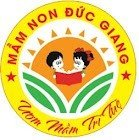 MẦM NON ĐỨC GIANG
Ươm Mầm Trí Tuệ